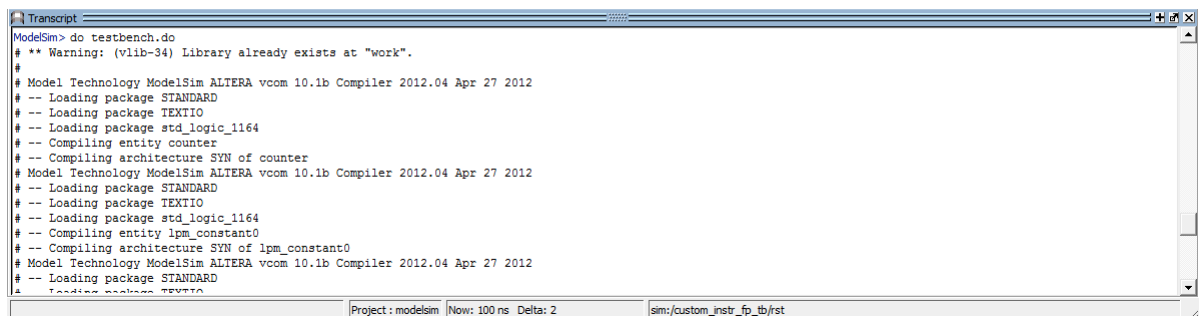 Transcript
ModelSim> do testbench.do
# ** Warning: (vlib-34) Library already exists at "work".
#
# Model Technology ModelSim ALTERA vcom 10.1b Compiler 2012.04 Apr 27 2012
# -- Loading package STANDARD
# -- Loading package TEXTIO
# -- Loading package std_logic_1164
# -- Compiling entity counter
# -- Compiling architecture SYN of counter
# Model Technology ModelSim ALTERA vcom 10.1b Compiler 2012.04 Apr 27 2012
# -- Loading package STANDARD
# -- Loading package TEXTIO
# -- Loading package std_logic_1164
# -- Compiling entity lpm_constant0
# -- Compiling architecture SYN of lpm_constant0
# Model Technology ModelSim ALTERA vcom 10.1b Compiler 2012.04 Apr 27 2012
# -- Loading package STANDARD
# -- Loading package TEXTIO
Project : modelsim Now: 100 ns Delta: 2 sim:/custom_instr_fp_tb/rst